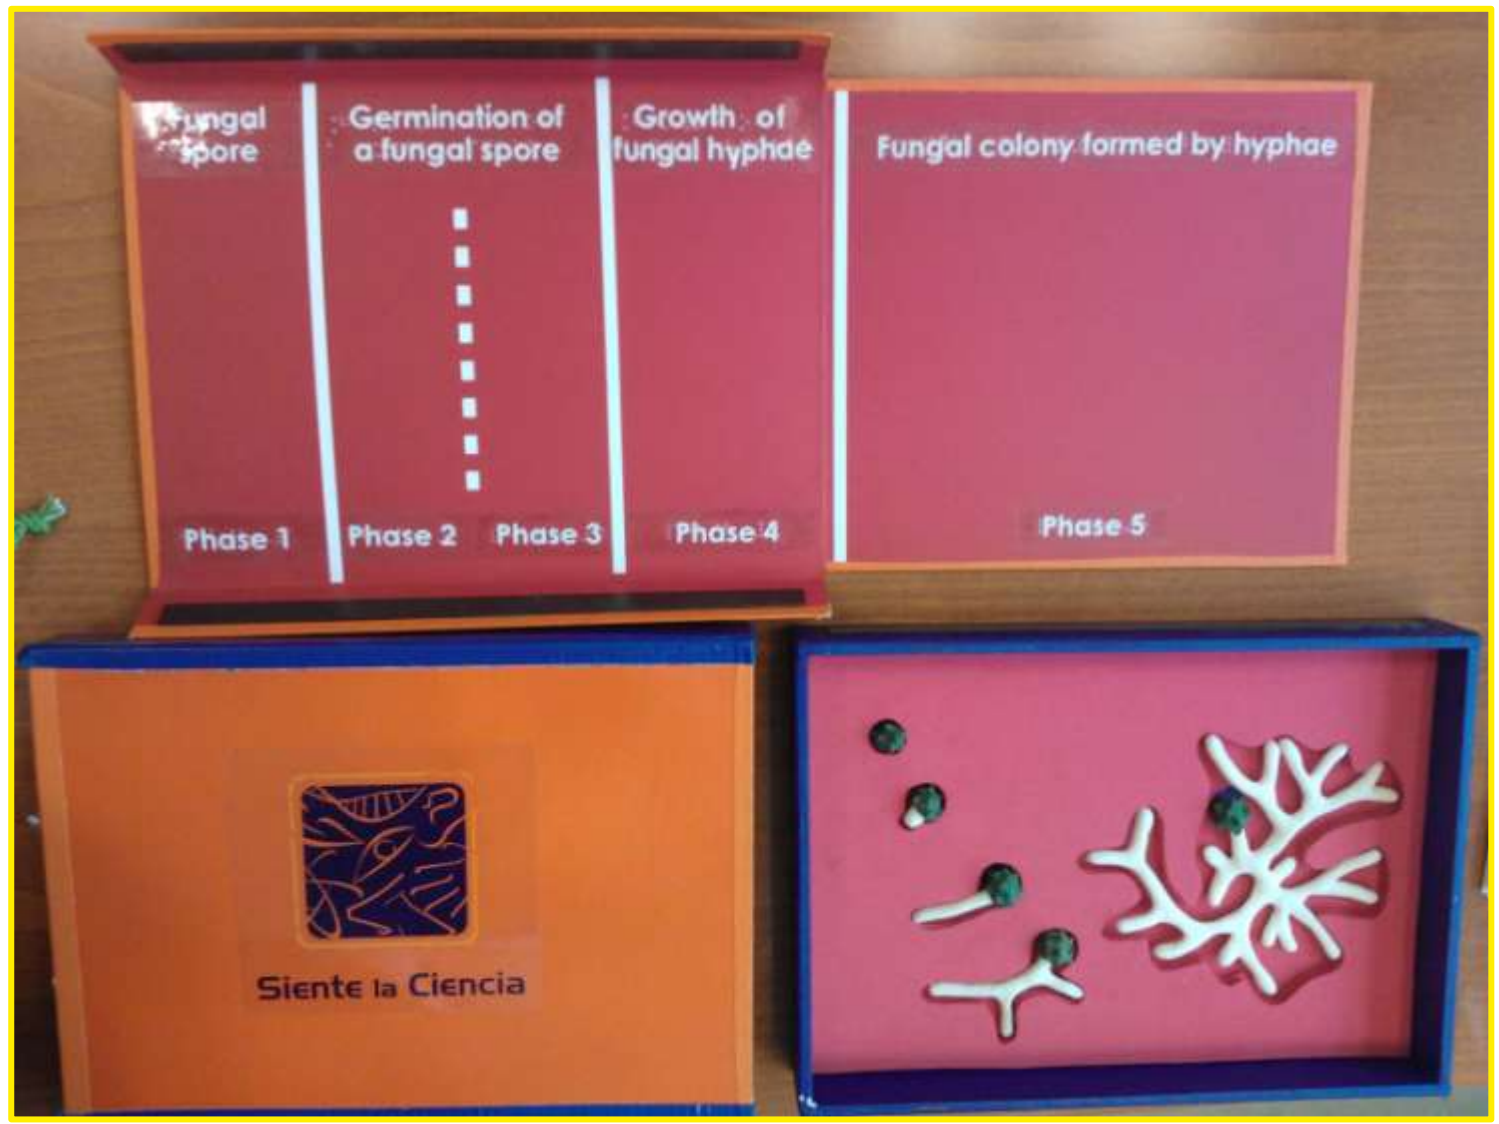 Fungal
spore
Germination of
a fungal spore
Growth of
fungal hyphae
Fungal colony formed by hyphae
Phase 1
Phase 2
Phase 3
Phase 4
Phase 5
Siente la Ciencia